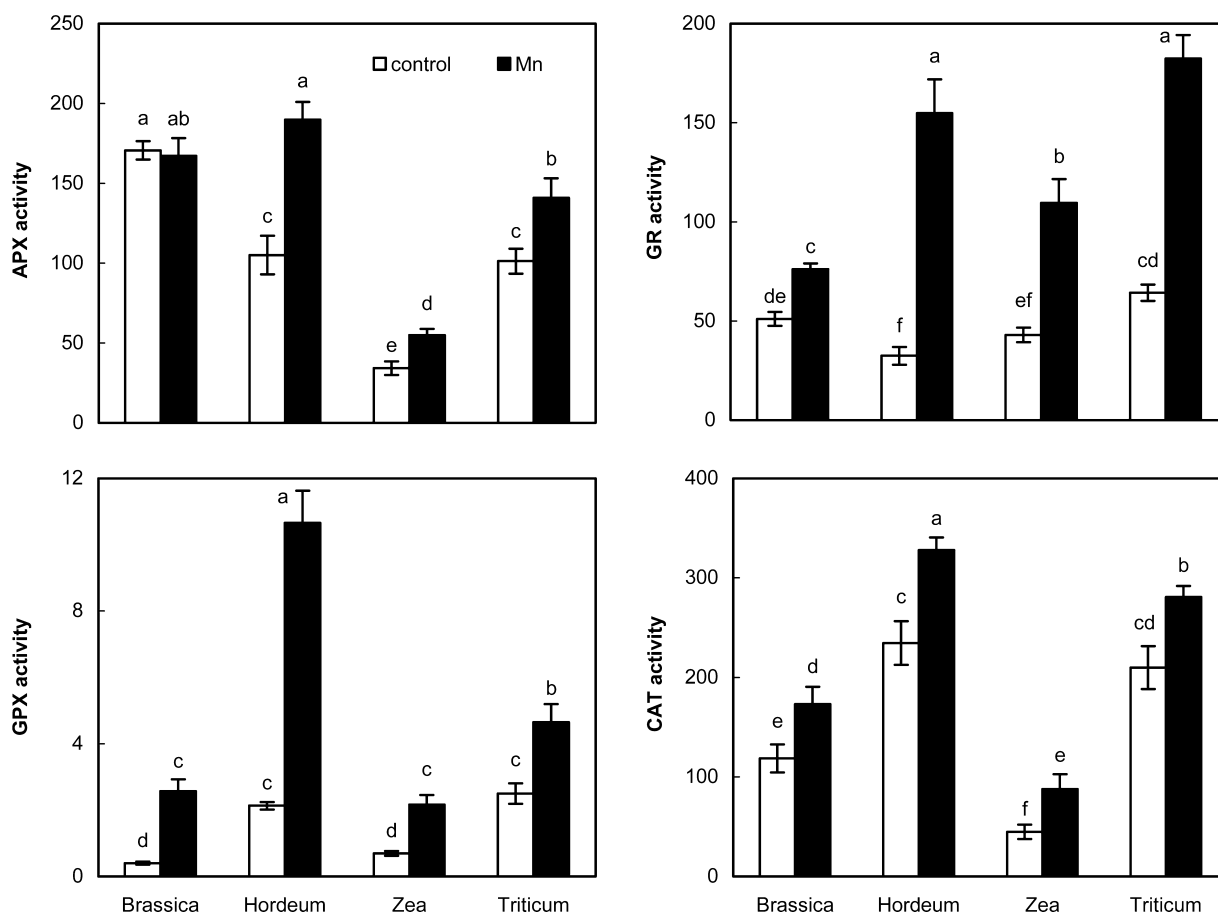 APX activity
250
200
150
100
50
0
control
Mn
a
ab
c
a
e
d
c
b
GR activity
200
150
100
50
0
de
c
f
a
ef
b
cd
a
GPX activity
12
8
4
0
d
c
c
a
d
c
c
b
Brassica
Hordeum
Zea
Triticum
CAT activity
400
300
200
100
0
e
d
c
a
f
e
cd
b
Brassica
Hordeum
Zea
Triticum